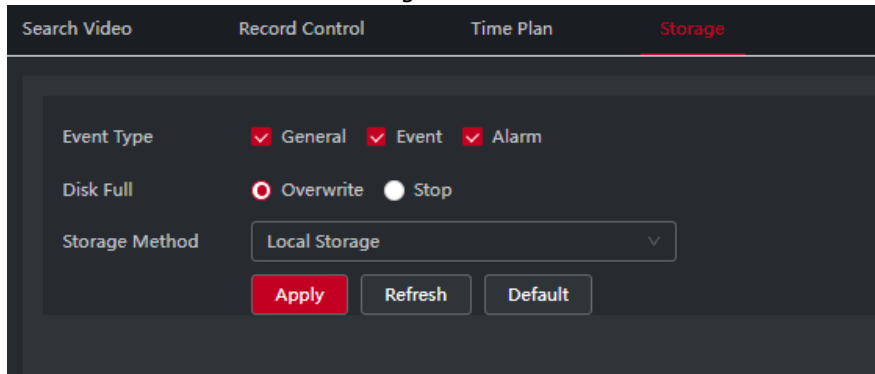 Search Video Record Control Time Plan Storage
Event Type General Event Alarm
Disk Full Overwrite Stop
Storage Method Local Storage
Apply Refresh Default